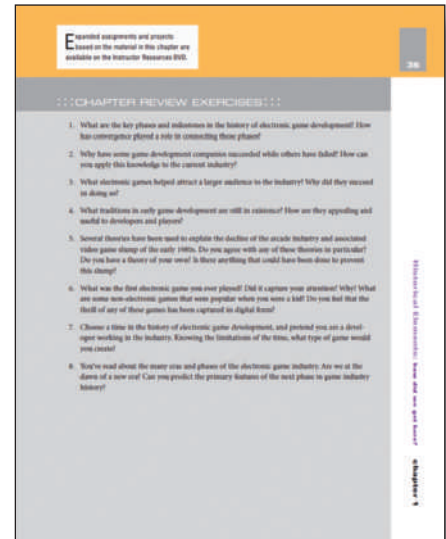 Expanded assignments and projects
based on the material in this chapter are
available on the Instructor Resources DVD.
36
:::CHAPTER REVIEW EXERCISES:::
1. What are the key phases and milestones in the history of electronic game development? How
has convergence played a role in connecting these phases?
2. Why have some game development companies succeeded while others have failed? How can
you apply this knowledge to the current industry?
3. What electronic games helped attract a larger audience to the industry? Why did they succeed
in doing so?
4. What traditions in early game development are still in existence? How are they appealing and
useful to developers and players?
5. Several theories have been used to explain the decline of the arcade industry and associated
video game slump of the early 1980s. Do you agree with any of these theories in particular?
Do you have a theory of your own? Is there anything that could have been done to prevent
this slump?
6. What was the first electronic game you ever played? Did it capture your attention? Why? What
are some non-electronic games that were popular when you were a kid? Do you feel that the
thrill of any of these games has been captured in digital form?
7. Choose a time in the history of electronic game development, and pretend you are a devel-
oper working in the industry. Knowing the limitations of the time, what type of game would
you create?
8. You've read about the many eras and phases of the electronic game industry. Are we at the
dawn of a new era? Can you predict the primary features of the next phase in game industry
history?
Historical Elements: how did we get here? chapter 1